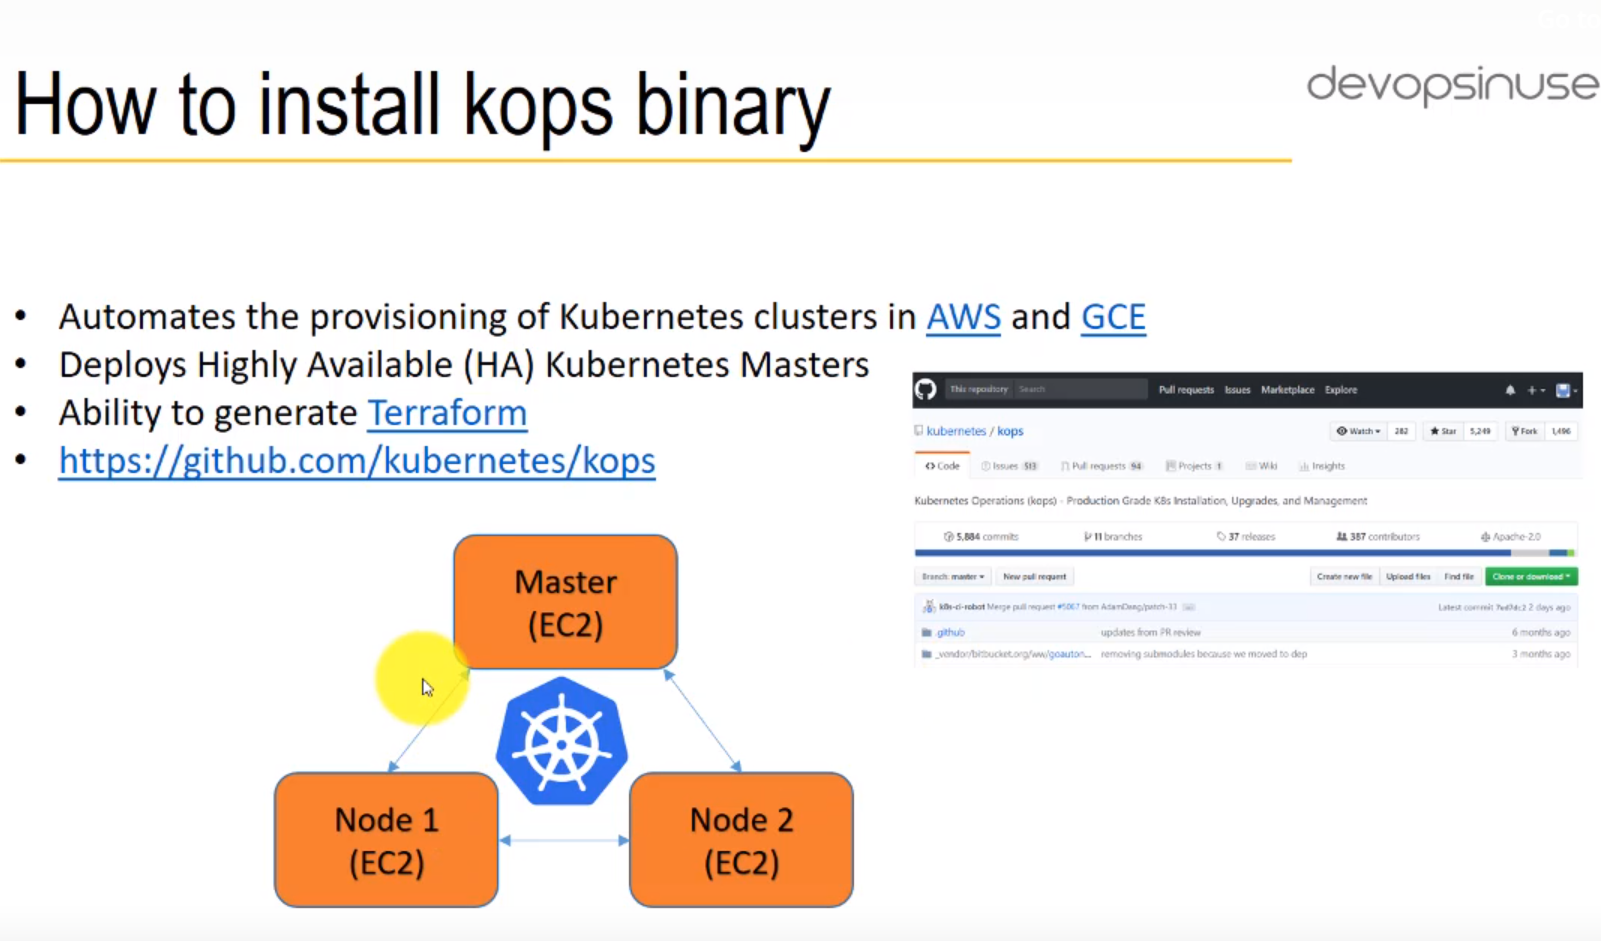 How to install kops binary
devopsinuse
• Automates the provisioning of Kubernetes clusters in AWS and GCE
• Deploys Highly Available (HA) Kubernetes Masters
• Ability to generate Terraform
• https://github.com/kubernetes/kops
This repository Search Pull requests Issues Marketplace Explore
kubernetes / kops Watch 282 Star 5,249 Fork 1,496
Code Issues 513 Pull requests 94 Projects 1 Wiki Insights
Kubernetes Operations (kops) - Production Grade K8s Installation, Upgrades, and Management
5,884 commits 11 branches 37 releases 387 contributors Apache-2.0
Branch: master New pull request Create new file Upload files Find file Clone or download
k8s-ci-robot Merge pull request #5067 from AdamDang/patch-33 Latest commit 2 days ago
.github updates from PR review 6 months ago
_vendor/bitbucket.org/ww/goauton... removing submodules because we moved to dep 3 months ago
Master
(EC2)
Node 1
(EC2)
Node 2
(EC2)